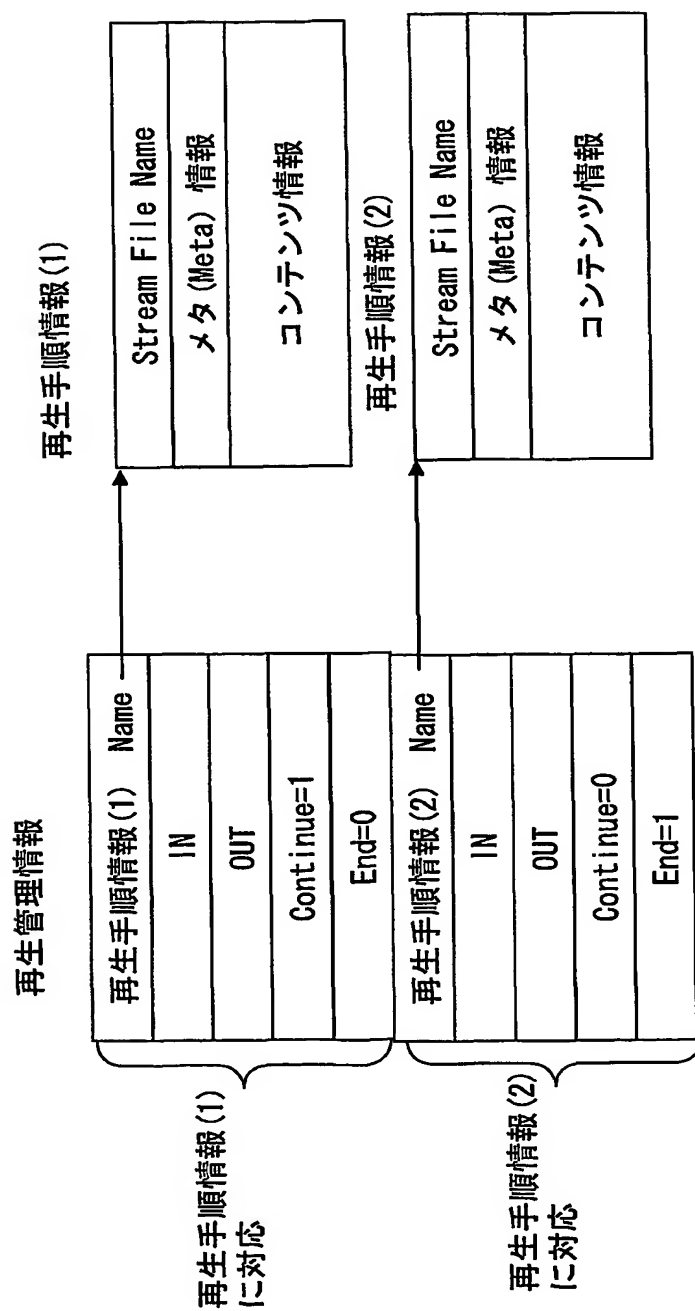 再生管理情報
再生手順情報(1)
に対応
再生手順情報(1) Name
IN
OUT
Continue=1
End=0
再生手順情報(2)
に対応
再生手順情報(2) Name
IN
OUT
Continue=0
End=1
再生手順情報(1)
Stream File Name
メタ(Meta) 情報
コンテンツ情報
再生手順情報(2)
Stream File Name
メタ(Meta) 情報
コンテンツ情報